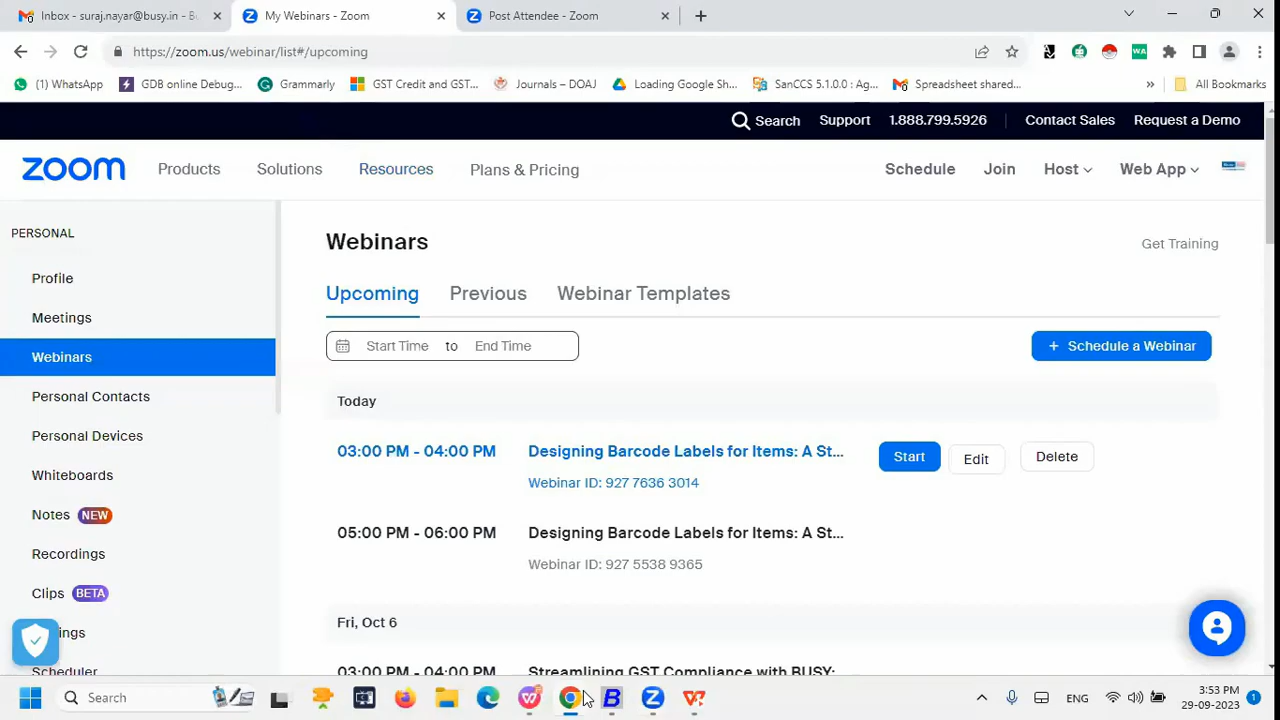 Inbox - suraj.nayar@busy.in - B
My Webinars - Zoom
Post Attendee - Zoom
https://zoom.us/webinar/list#/upcoming
(1) WhatsApp
GDB online Debug...
Grammarly
GST Credit and GST...
Journals – DOAJ
Loading Google Sh...
SanCCS 5.1.0.0 : Ag...
Spreadsheet shared...
»
All Bookmarks
Search
Support
1.888.799.5926
Contact Sales
Request a Demo
zoom
Products
Solutions
Resources
Plans & Pricing
Schedule
Join
Host
Web App
PERSONAL
Profile
Meetings
Webinars
Personal Contacts
Personal Devices
Whiteboards
Notes NEW
Recordings
Clips BETA
ings
Scheduler
Webinars
Get Training
Upcoming
Previous
Webinar Templates
Start Time to End Time
+ Schedule a Webinar
Today
03:00 PM - 04:00 PM
Designing Barcode Labels for Items: A St...
Start
Edit
Delete
Webinar ID: 927 7636 3014
05:00 PM - 06:00 PM
Designing Barcode Labels for Items: A St...
Webinar ID: 927 5538 9365
Fri, Oct 6
03:00 PM - 04:00 PM
Streamlining GST Compliance with BUSY:
Search
ENG
3:53 PM
29-09-2023
1